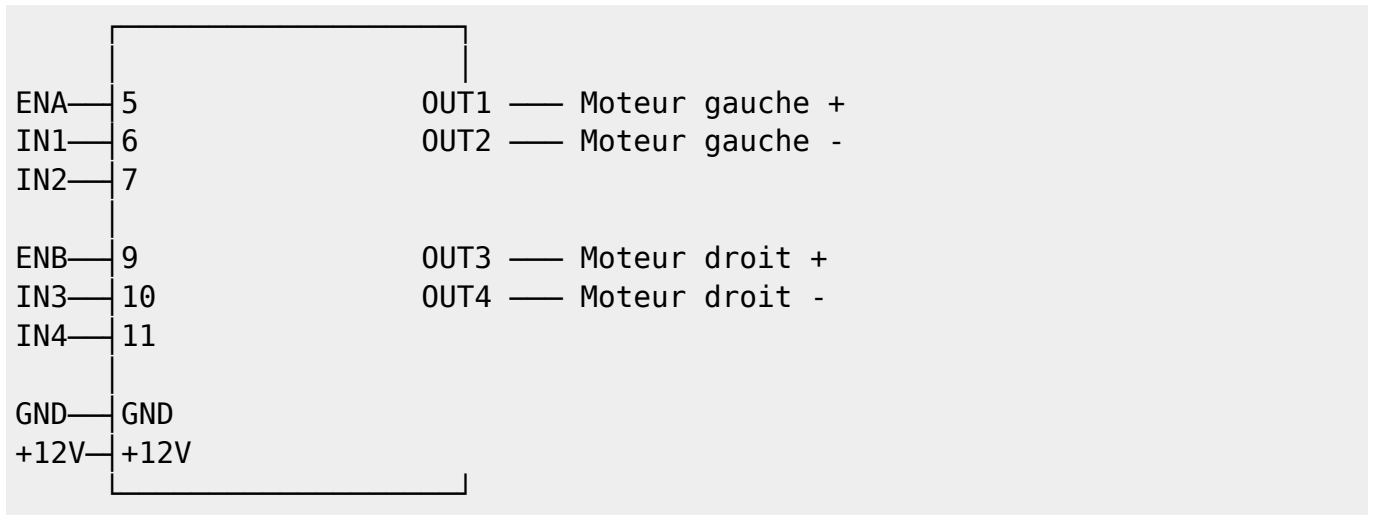 ENA 5 OUT1 Moteur gauche +
IN1 6 OUT2 Moteur gauche -
IN2 7
ENB 9 OUT3 Moteur droit +
IN3 10 OUT4 Moteur droit -
IN4 11
GND GND
+12V +12V